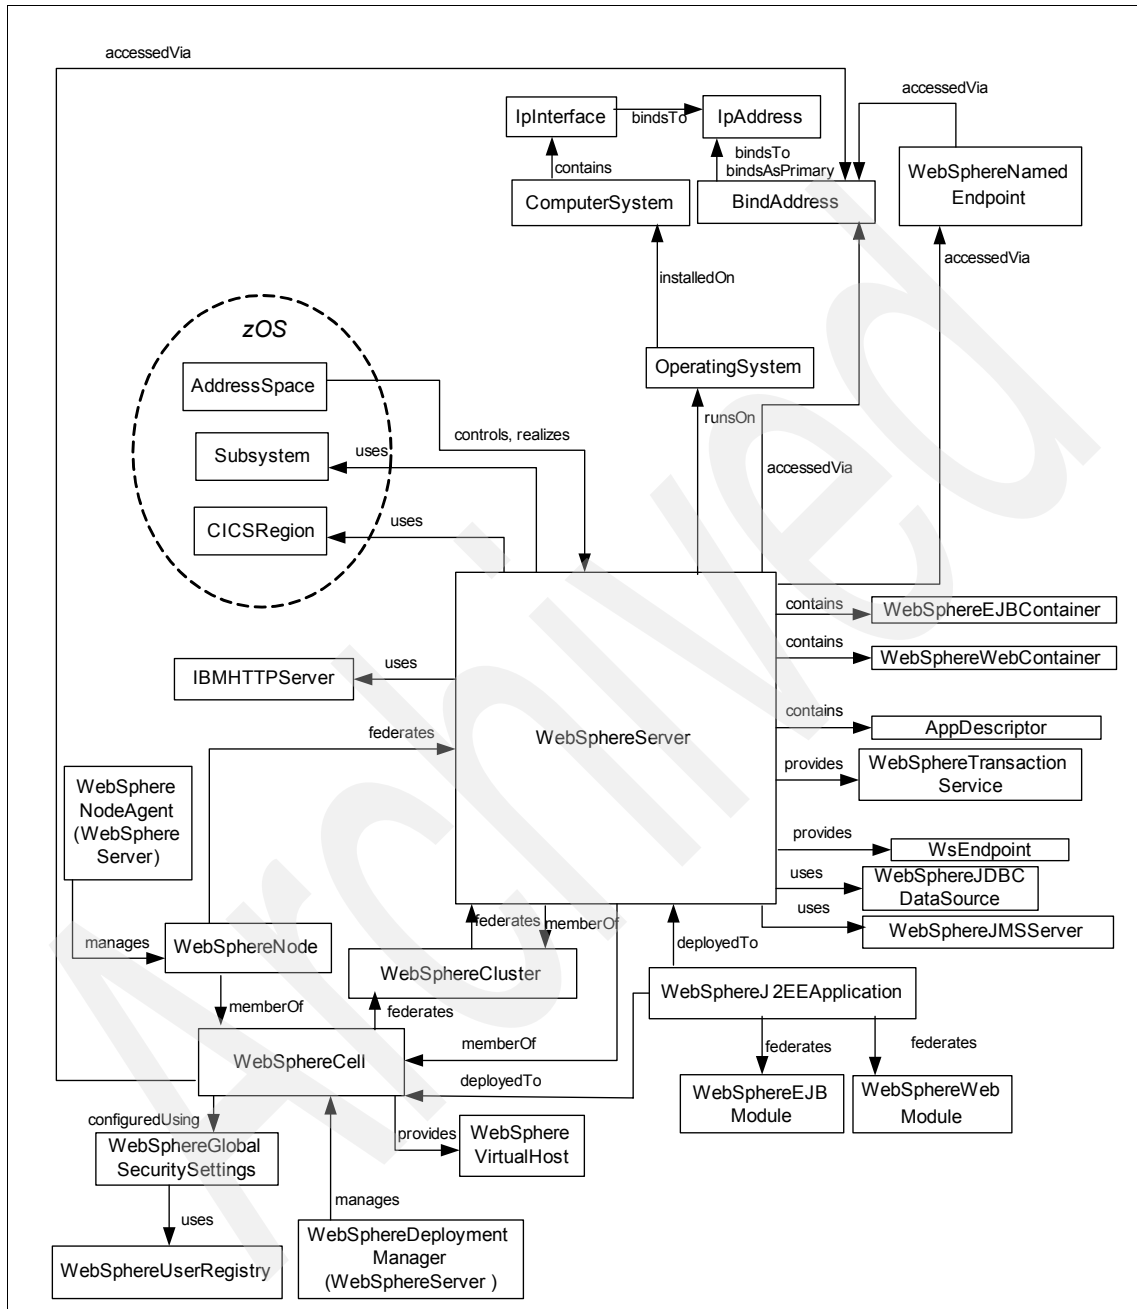 accessedVia
accessedVia
IpInterface
bindsTo
IpAddress
contains
bindsTo
bindsAsPrimary
WebSphereNamed
Endpoint
ComputerSystem
BindAddress
accessedVia
installedOn
zOS
OperatingSystem
AddressSpace
runsOn
controls, realizes
Subsystem
uses
accessedVia
CICSRegion
uses
contains
WebSphereEJBContainer
contains
WebSphereWebContainer
IBMHTTPServer
uses
contains
AppDescriptor
federates
WebSphereServer
provides
WebSphereTransaction
Service
WebSphere
NodeAgent
(WebSphere
Server)
provides
WsEndpoint
uses
WebSphereJDBC
DataSource
uses
WebSphereJMSServer
federates
memberOf
deployedTo
manages
WebSphereNode
WebSphereCluster
WebSphereJ2EEApplication
memberOf
federates
memberOf
federates
federates
WebSphereCell
deployedTo
WebSphereEJB
Module
WebSphereWeb
Module
configuredUsing
provides
WebSphere
VirtualHost
WebSphereGlobal
SecuritySettings
manages
uses
WebSphereDeployment
Manager
(WebSphereServer )
WebSphereUserRegistry
Archived